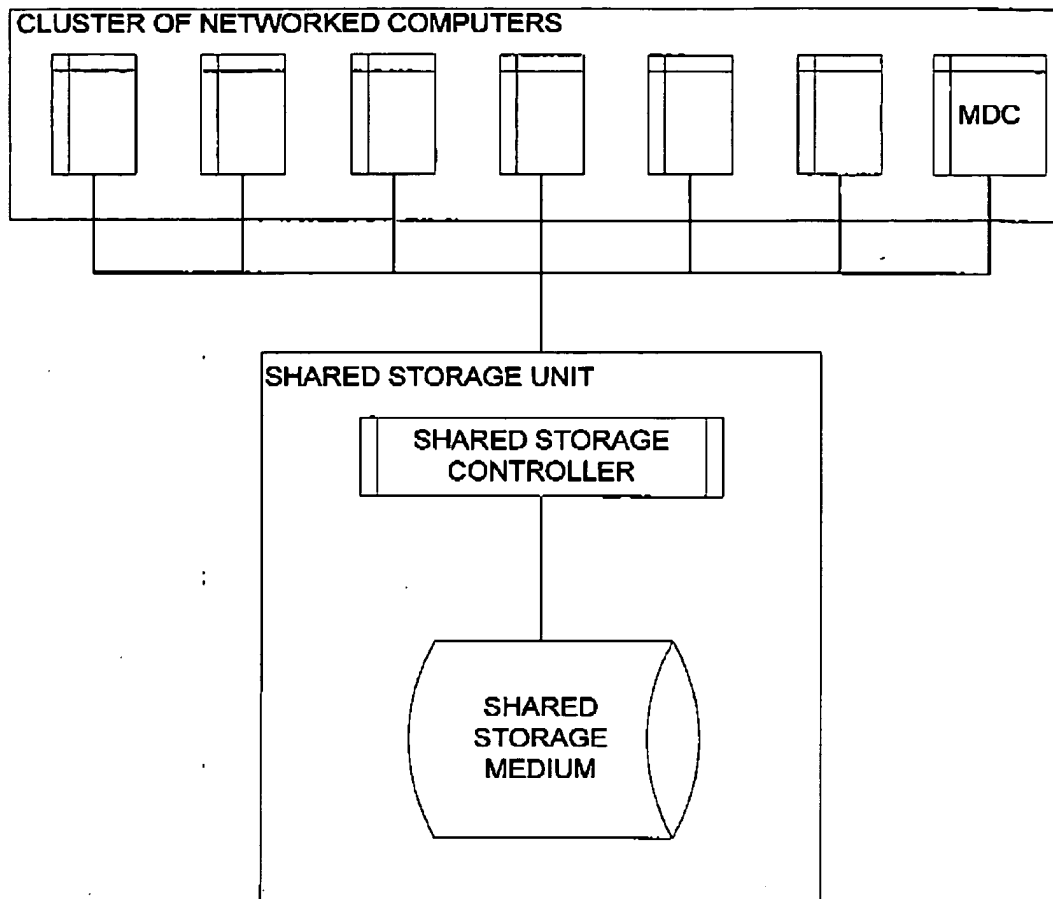 CLUSTER OF NETWORKED COMPUTERS
MDC
SHARED STORAGE UNIT
SHARED STORAGE
CONTROLLER
SHARED
STORAGE
MEDIUM